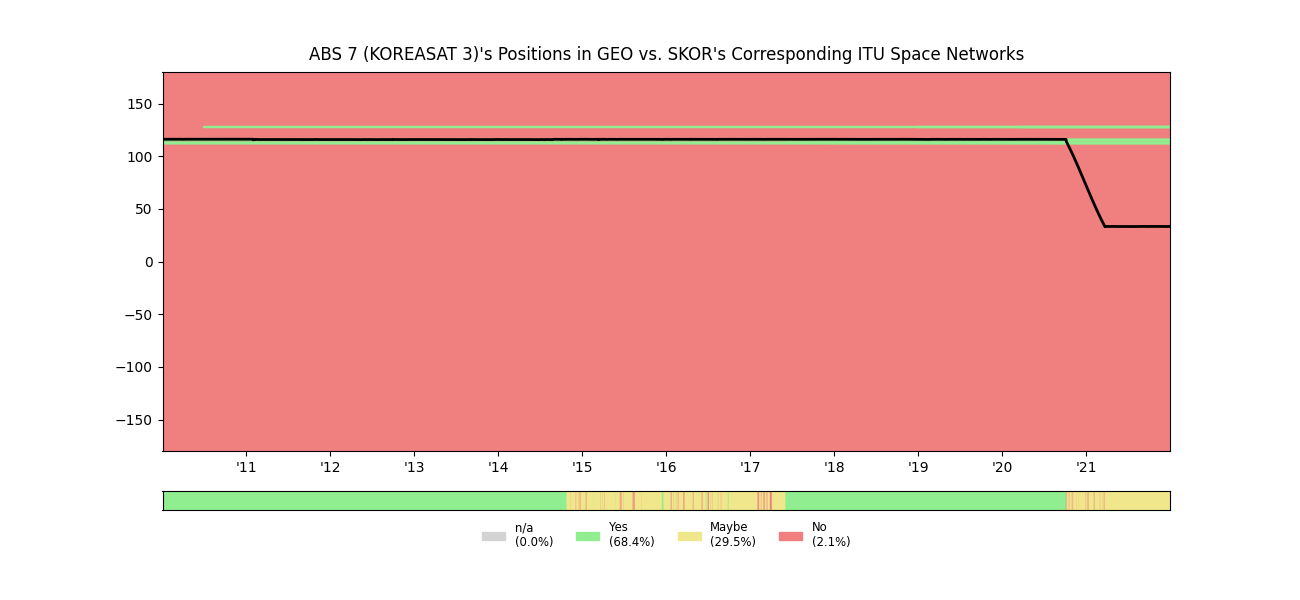 ABS 7 (KOREASAT 3)'s Positions in GEO vs. SKOR's Corresponding ITU Space Networks
150
100
50
0
−50
−100
−150
'11 '12 '13 '14 '15 '16 '17 '18 '19 '20 '21
n/a Yes Maybe No
(0.0%) (68.4%) (29.5%) (2.1%)